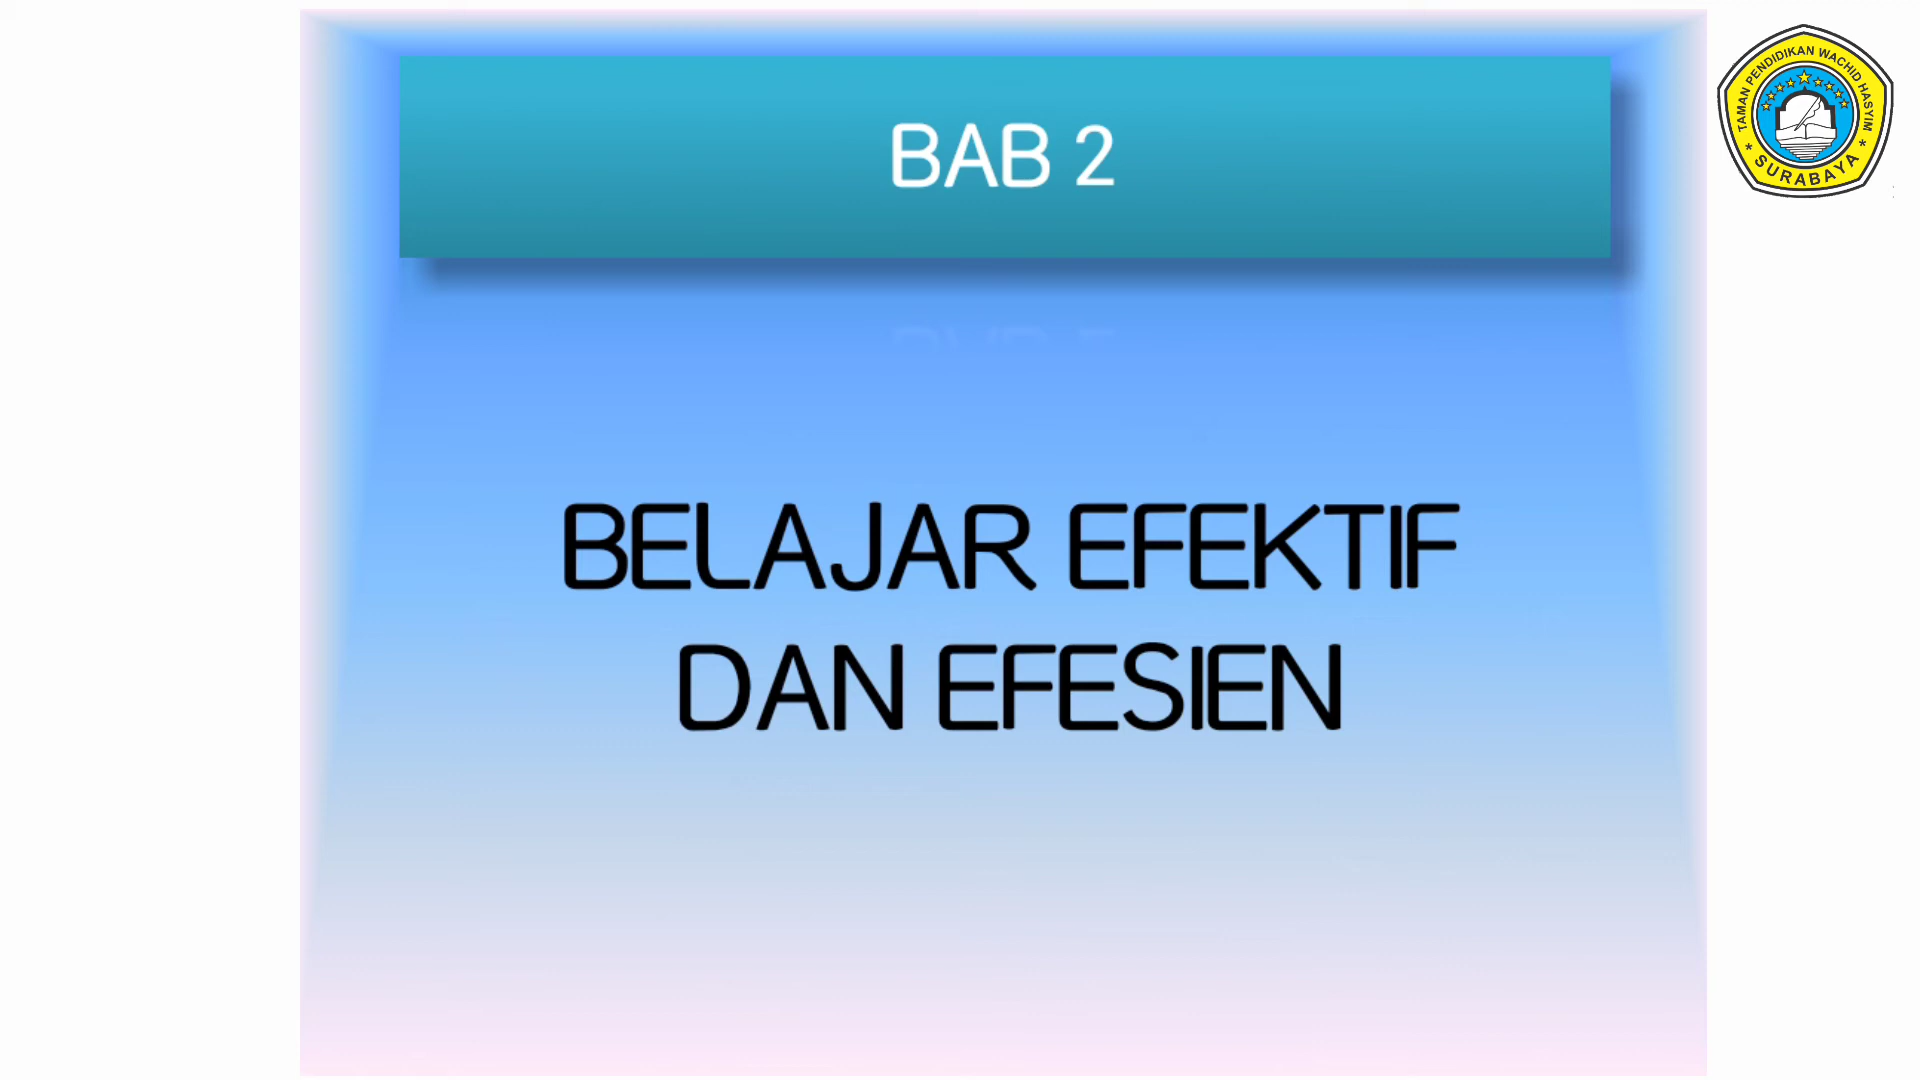 BAB 2
TAMAN PENDIDIKAN WACHID HASYIM
* SURABAYA *
BELAJAR EFEKTIF
DAN EFESIEN